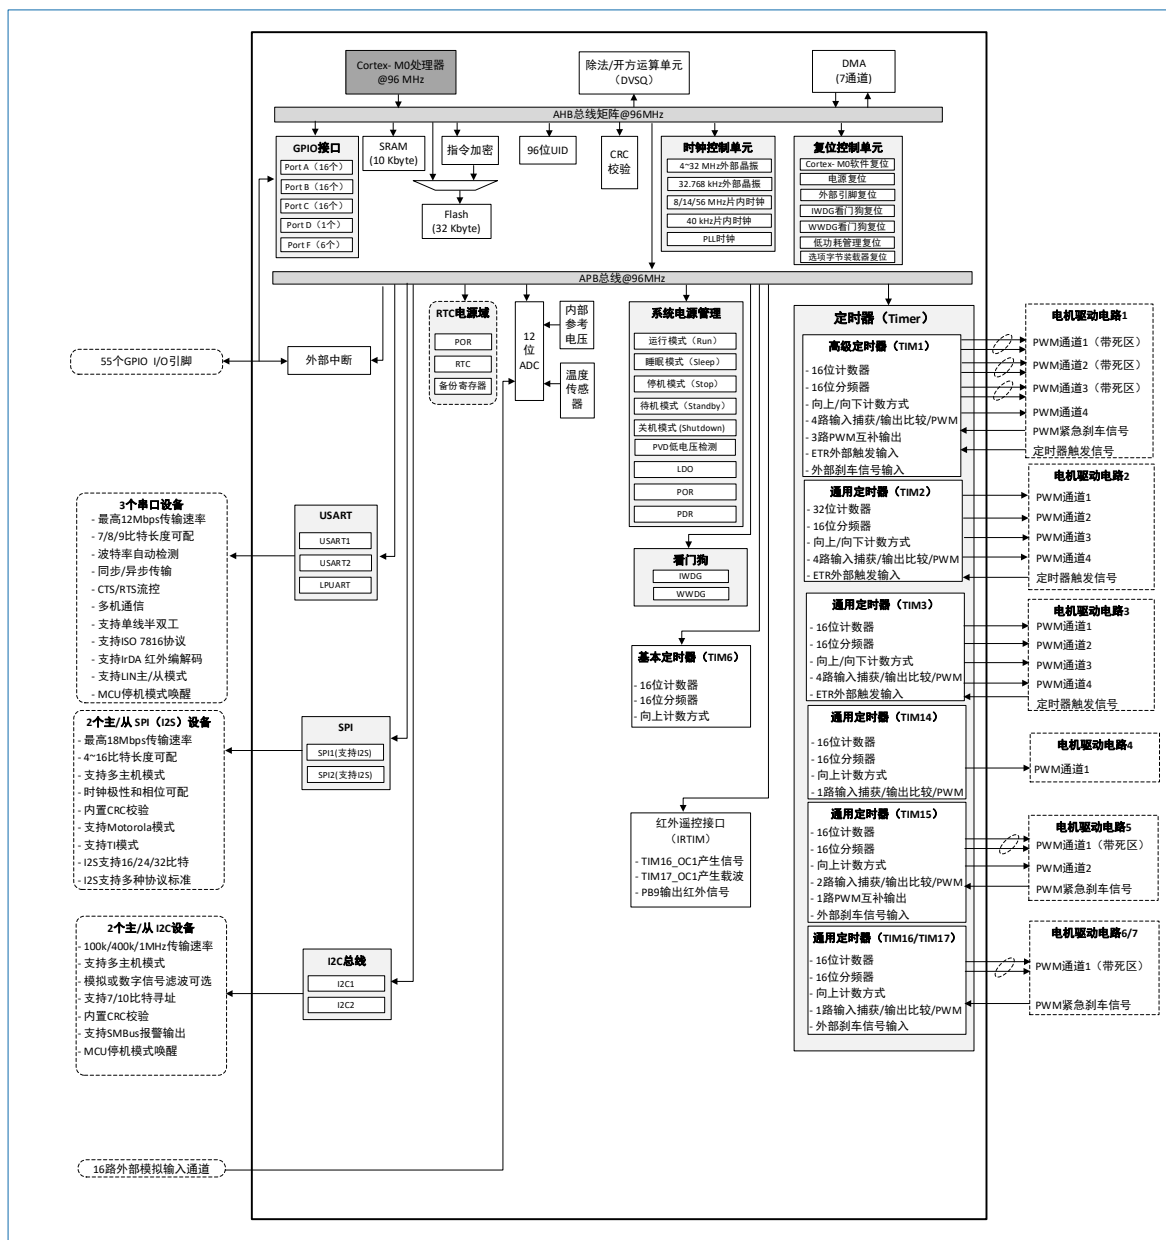 Cortex- M0处理器
@96 MHz
除法/开方运算单元
（DVSQ）
DMA
(7通道)
AHB总线矩阵@96MHz
GPIO接口
Port A（16个）
Port B（16个）
Port C（16个）
Port D（1个）
Port F（6个）
SRAM
(10 Kbyte)
指令加密
Flash
(32 Kbyte)
96位UID
CRC
校验
时钟控制单元
4~32 MHz外部晶振
32.768 kHz外部晶振
8/14/56 MHz片内时钟
40 kHz片内时钟
PLL时钟
复位控制单元
Cortex- M0软件复位
电源复位
外部引脚复位
IWDG看门狗复位
WWDG看门狗复位
低功耗管理复位
选项字节装载器复位
APB总线@96MHz
55个GPIO I/O引脚
外部中断
RTC电源域
POR
RTC
备份寄存器
12
位
ADC
内部
参考
电压
温度
传感
器
系统电源管理
运行模式（Run）
睡眠模式（Sleep）
停机模式（Stop）
待机模式（Standby）
关机模式 (Shutdown)
PVD低电压检测
LDO
POR
PDR
看门狗
IWDG
WWDG
基本定时器（TIM6）
- 16位计数器
- 16位分频器
- 向上计数方式
红外遥控接口
（IRTIM）
- TIM16_OC1产生信号
- TIM17_OC1产生载波
- PB9输出红外信号
定时器（Timer）
高级定时器（TIM1）
- 16位计数器
- 16位分频器
- 向上/向下计数方式
- 4路输入捕获/输出比较/PWM
- 3路PWM互补输出
- ETR外部触发输入
- 外部刹车信号输入
通用定时器（TIM2）
- 32位计数器
- 16位分频器
- 向上/向下计数方式
- 4路输入捕获/输出比较/PWM
- ETR外部触发输入
通用定时器（TIM3）
- 16位计数器
- 16位分频器
- 向上/向下计数方式
- 4路输入捕获/输出比较/PWM
- ETR外部触发输入
通用定时器（TIM14）
- 16位计数器
- 16位分频器
- 向上计数方式
- 1路输入捕获/输出比较/PWM
通用定时器（TIM15）
- 16位计数器
- 16位分频器
- 向上计数方式
- 2路输入捕获/输出比较/PWM
- 1路PWM互补输出
- 外部刹车信号输入
通用定时器（TIM16/TIM17）
- 16位计数器
- 16位分频器
- 向上计数方式
- 1路输入捕获/输出比较/PWM
- 外部刹车信号输入
电机驱动电路1
PWM通道1（带死区）
PWM通道2（带死区）
PWM通道3（带死区）
PWM通道4
PWM紧急刹车信号
定时器触发信号
电机驱动电路2
PWM通道1
PWM通道2
PWM通道3
PWM通道4
定时器触发信号
电机驱动电路3
PWM通道1
PWM通道2
PWM通道3
PWM通道4
定时器触发信号
电机驱动电路4
PWM通道1
电机驱动电路5
PWM通道1（带死区）
PWM通道2
PWM紧急刹车信号
电机驱动电路6/7
PWM通道1（带死区）
PWM紧急刹车信号
3个串口设备
- 最高12Mbps传输速率
- 7/8/9比特长度可配
- 波特率自动检测
- 同步/异步传输
- CTS/RTS流控
- 多机通信
- 支持单线半双工
- 支持ISO 7816协议
- 支持IrDA 红外编解码
- 支持LIN主/从模式
- MCU停机模式唤醒
USART
USART1
USART2
LPUART
2个主/从 SPI（I2S）设备
- 最高18Mbps传输速率
- 4~16比特长度可配
- 支持多主机模式
- 时钟极性和相位可配
- 内置CRC校验
- 支持Motorola模式
- 支持TI模式
- I2S支持16/24/32比特
- I2S支持多种协议标准
SPI
SPI1(支持I2S)
SPI2(支持I2S)
2个主/从 I2C设备
- 100k/400k/1MHz传输速率
- 支持多主机模式
- 模拟或数字信号滤波可选
- 支持7/10比特寻址
- 内置CRC校验
- 支持SMBus报警输出
- MCU停机模式唤醒
I2C总线
I2C1
I2C2
16路外部模拟输入通道